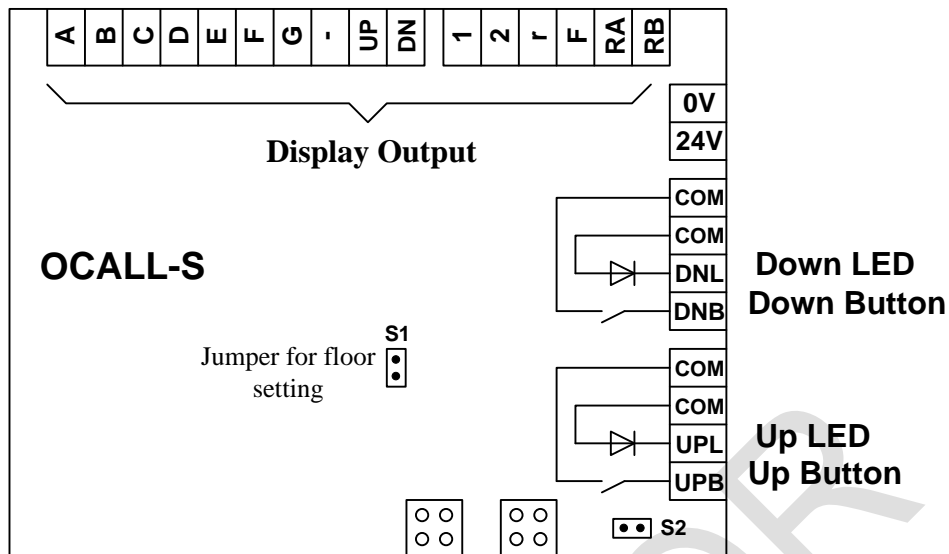 A B C D E F G - UP DN 1 2 r F RA RB
0V
Display Output
24V
COM
COM
OCALL-S
DNL
Down LED
DNB
Down Button
S1
Jumper for floor
setting
COM
COM
UPL
Up LED
UPB
Up Button
S2